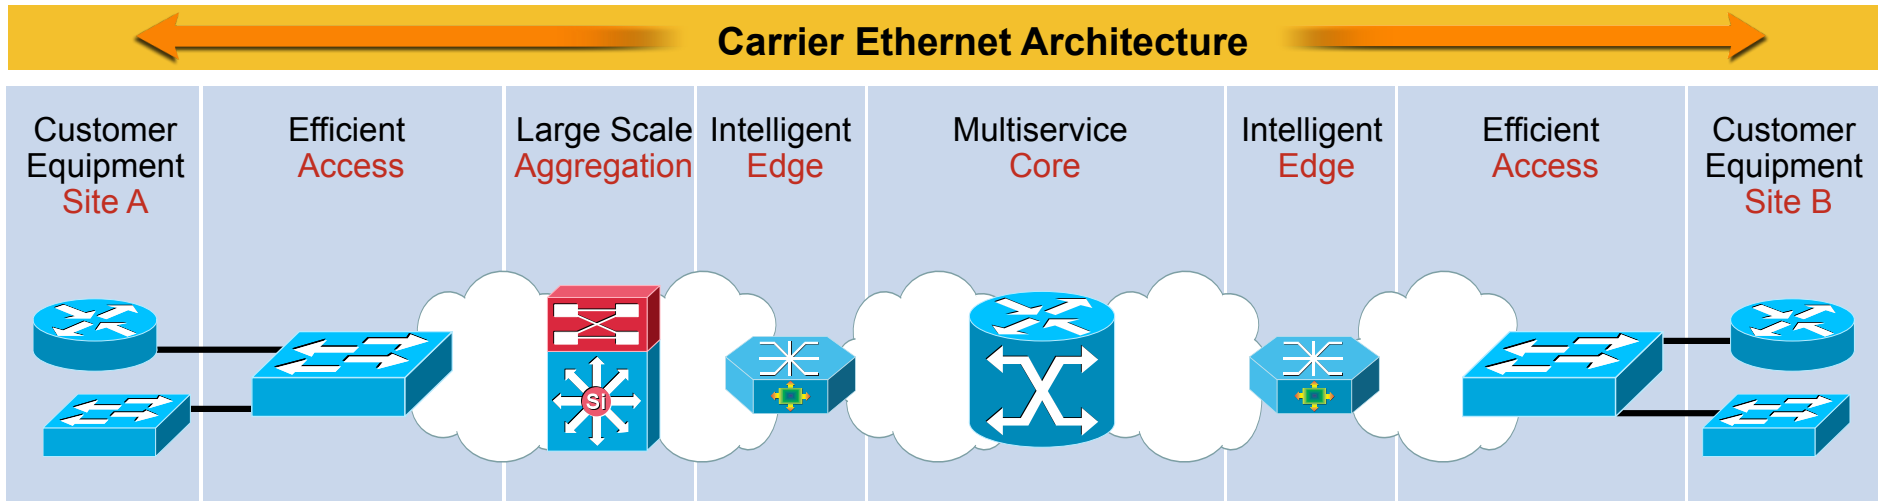 Carrier Ethernet Architecture
Customer
Equipment
Site A
Efficient
Access
Large Scale
Aggregation
Intelligent
Edge
Multiservice
Core
Intelligent
Edge
Efficient
Access
Customer
Equipment
Site B
Si